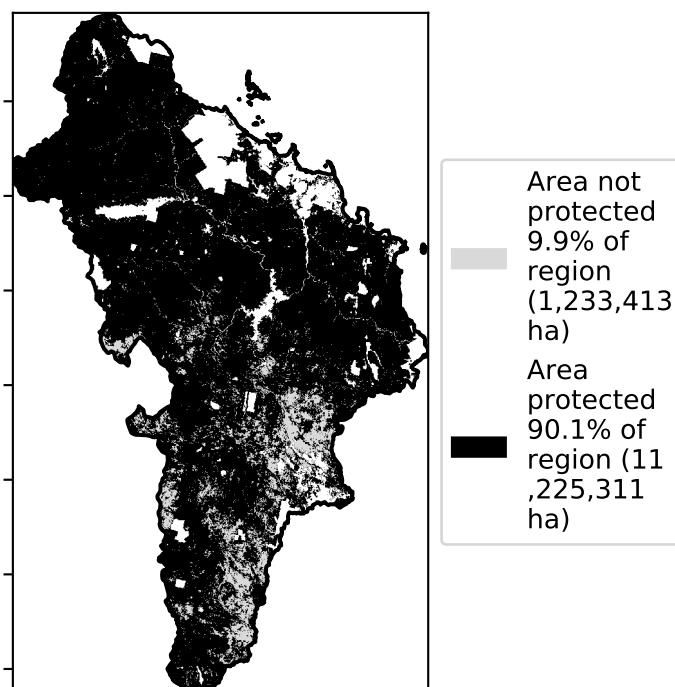 Area not
protected
9.9% of
region
(1,233,413
ha)
Area
protected
90.1% of
region (11
,225,311
ha)